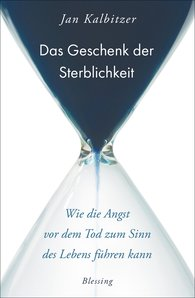 Jan Kalbitzer
Das Geschenk der
Sterblichkeit
Wie die Angst
vor dem Tod zum Sinn
des Lebens führen kann
Blessing